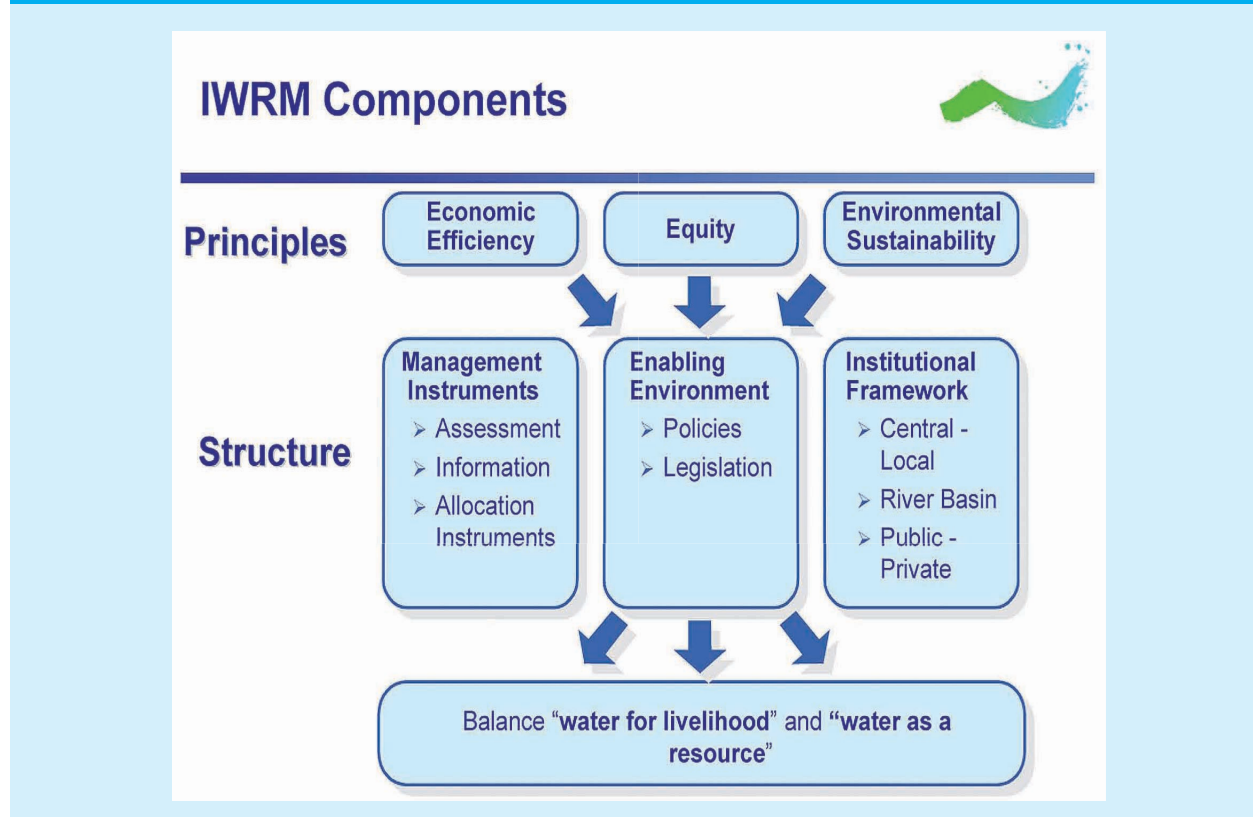 IWRM Components
Principles
Economic
Efficiency
Equity
Environmental
Sustainability
Structure
Management
Instruments
➢ Assessment
➢ Information
➢ Allocation
Instruments
Enabling
Environment
➢ Policies
➢ Legislation
Institutional
Framework
➢ Central -
Local
➢ River Basin
➢ Public -
Private
Balance “water for livelihood” and “water as a
resource”